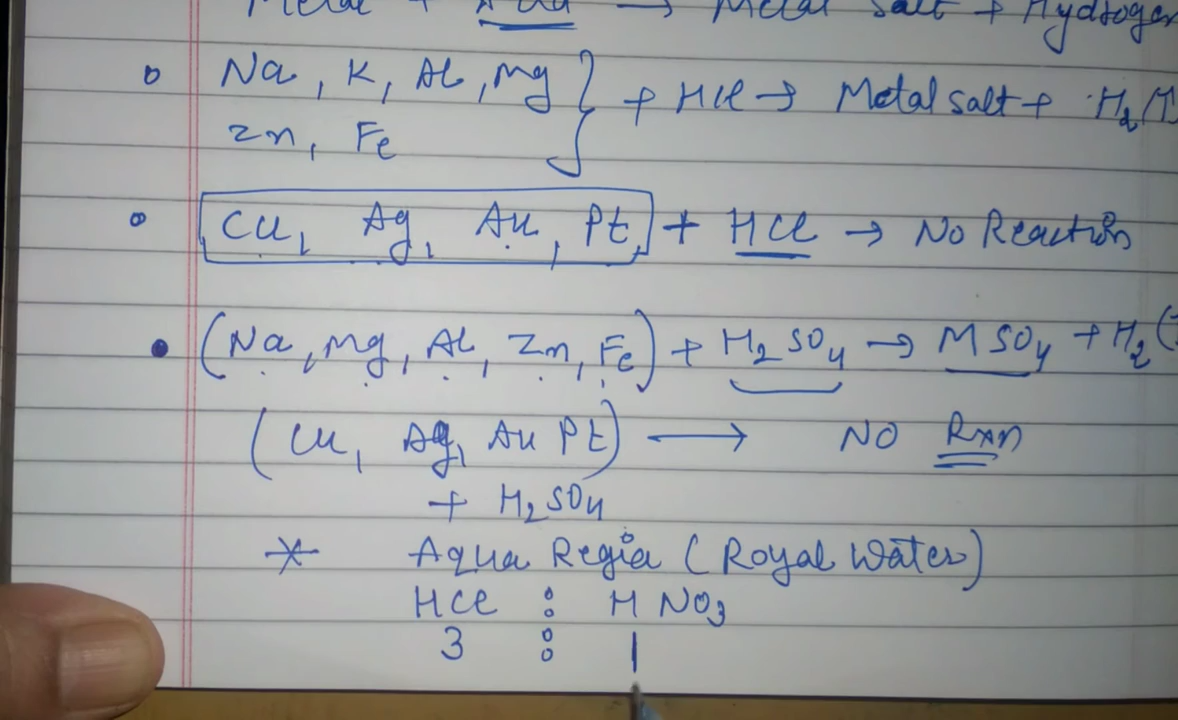 Metal + Acid → Metal Salt + Hydrogen
Na, K, Al, Mg } + HCl → Metal salt + H₂(↑
Zn, Fe
Cu, Ag, Au, Pt, + HCl → No Reaction
(Na, Mg, Al, Zn, Fe) + H₂SO₄ → MSO₄ + H₂(
(Cu, Ag, Au Pt) → NO Rxn
+ H₂SO₄
* Aqua Regia (Royal Water)
HCl : HNO₃
3 : 1